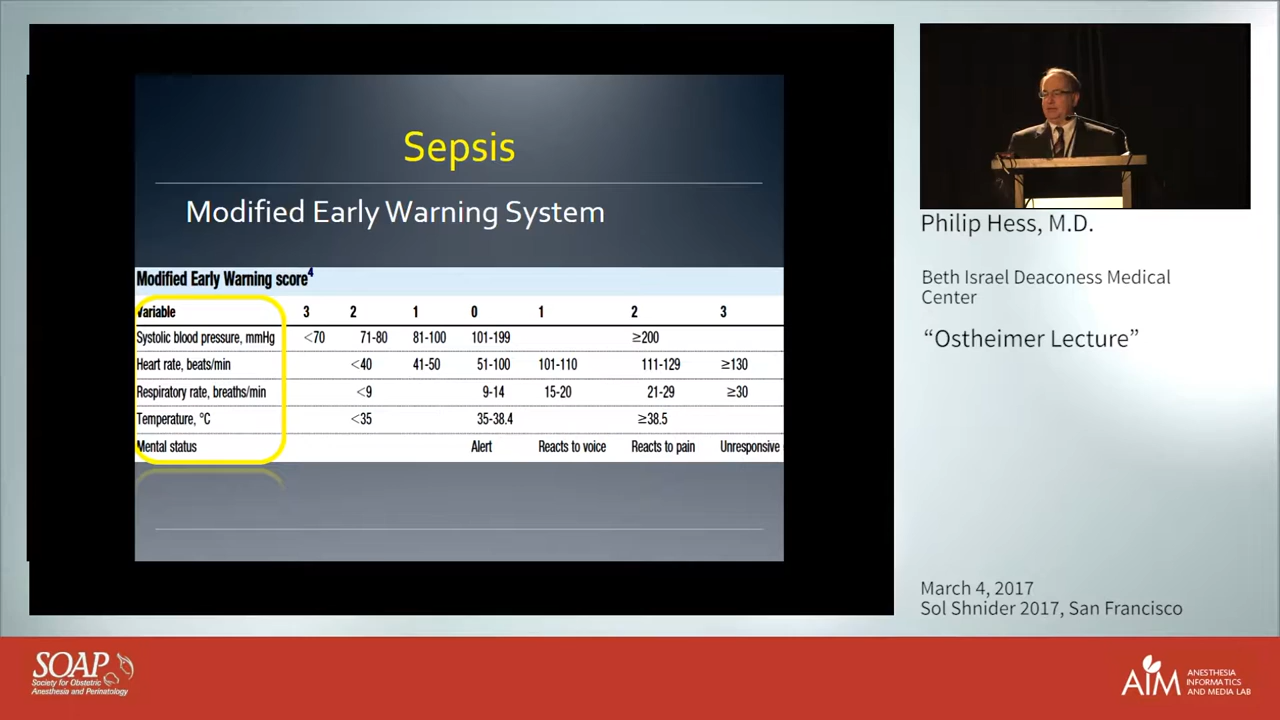 Sepsis
Modified Early Warning System
Modified Early Warning score4
Variable 3 2 1 0 1 2 3
Systolic blood pressure, mmHg <70 71-80 81-100 101-199 ≥200
Heart rate, beats/min <40 41-50 51-100 101-110 111-129 ≥130
Respiratory rate, breaths/min <9 9-14 15-20 21-29 ≥30
Temperature, °C <35 35-38.4 ≥38.5
Mental status Alert Reacts to voice Reacts to pain Unresponsive
Philip Hess, M.D.
Beth Israel Deaconess Medical
Center
“Ostheimer Lecture”
March 4, 2017
Sol Shnider 2017, San Francisco
SOAP
Society for Obstetric
Anesthesia and Perinatology
AIM
ANESTHESIA
INFORMATICS
AND MEDIA LAB